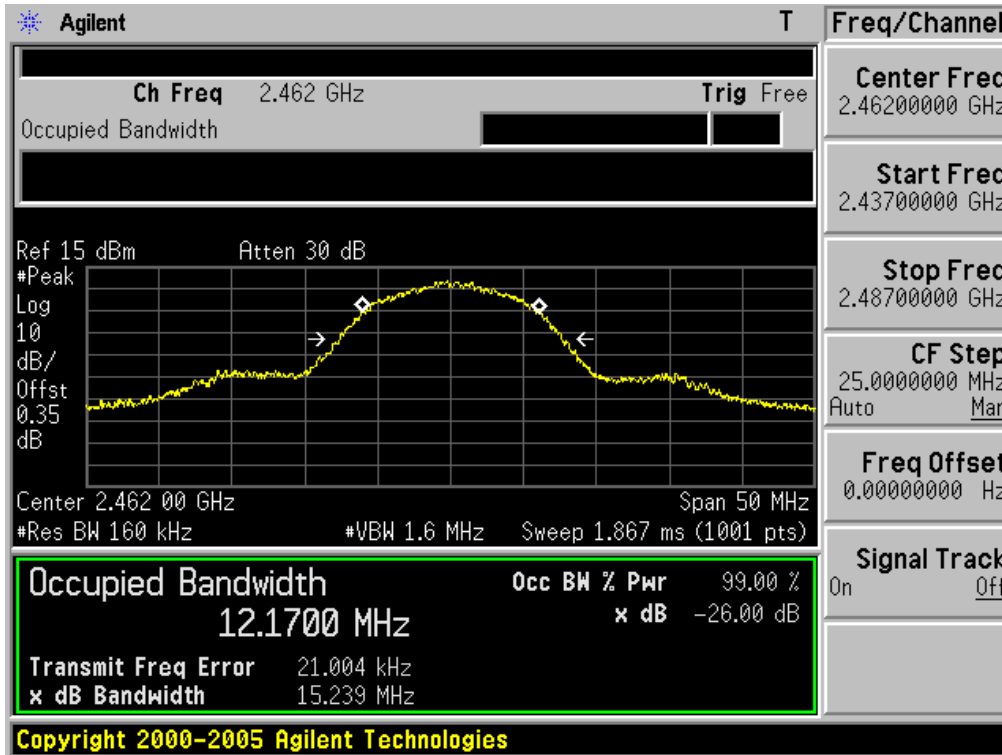 Agilent T Freq/Channel
Ch Freq 2.462 GHz Trig Free
Occupied Bandwidth
Center Freq
2.46200000 GHz
Start Freq
2.43700000 GHz
Stop Freq
2.48700000 GHz
CF Step
25.0000000 MHz
Auto Man
Freq Offset
0.00000000 Hz
Signal Track
On Off
Ref 15 dBm Atten 30 dB
#Peak
Log
10
dB/
Offst
0.35
dB
Center 2.462 00 GHz Span 50 MHz
#Res BW 160 kHz #VBW 1.6 MHz Sweep 1.867 ms (1001 pts)
Occupied Bandwidth Occ BW % Pwr 99.00 %
12.1700 MHz x dB -26.00 dB
Transmit Freq Error 21.004 kHz
x dB Bandwidth 15.239 MHz
Copyright 2000-2005 Agilent Technologies